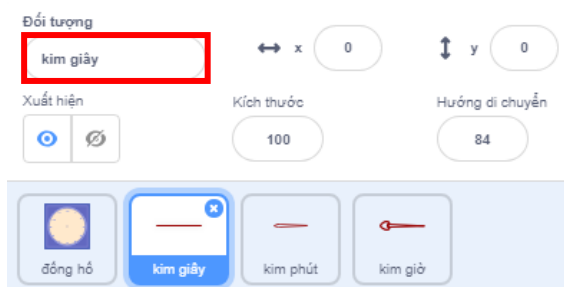 Đối tượng
kim giây
x 0
y 0
Xuất hiện
Kích thước
Hướng di chuyển
100
84
đồng hồ
kim giây
kim phút
kim giờ